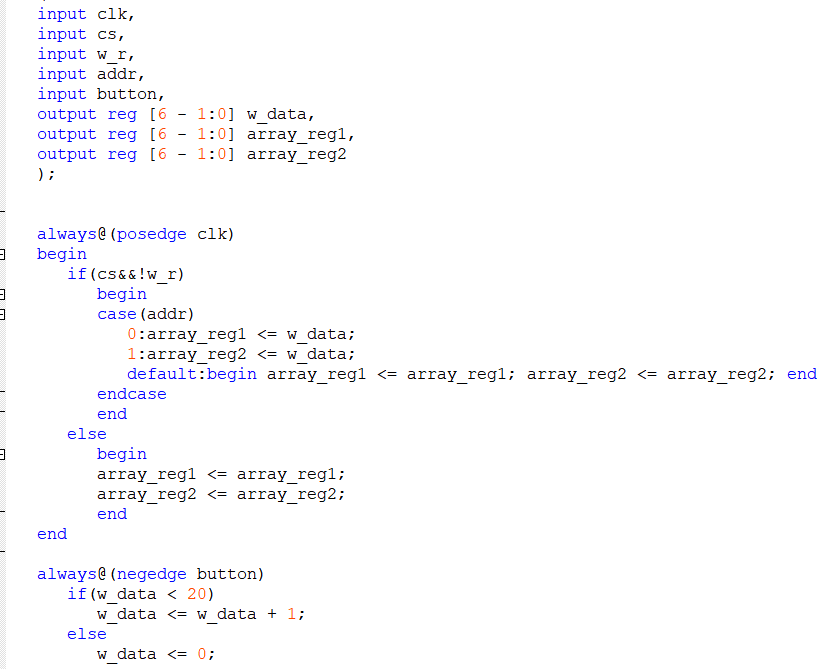 input clk,
input cs,
input w_r,
input addr,
input button,
output reg [6 - 1:0] w_data,
output reg [6 - 1:0] array_reg1,
output reg [6 - 1:0] array_reg2
);
always@(posedge clk)
begin
if(cs&&!w_r)
begin
case(addr)
0:array_reg1 <= w_data;
1:array_reg2 <= w_data;
default:begin array_reg1 <= array_reg1; array_reg2 <= array_reg2; end
endcase
end
else
begin
array_reg1 <= array_reg1;
array_reg2 <= array_reg2;
end
end
always@(negedge button)
if(w_data < 20)
w_data <= w_data + 1;
else
w_data <= 0;